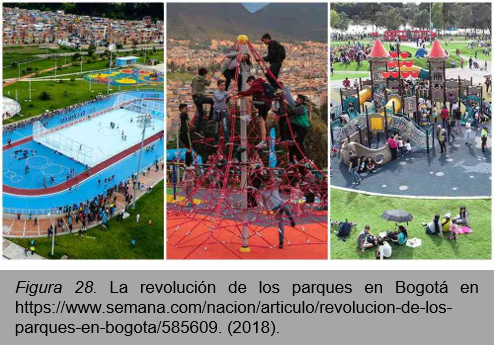 Figura 28. La revolución de los parques en Bogotá en
https://www.semana.com/nacion/articulo/revolucion-de-los-
parques-en-bogota/585609. (2018).